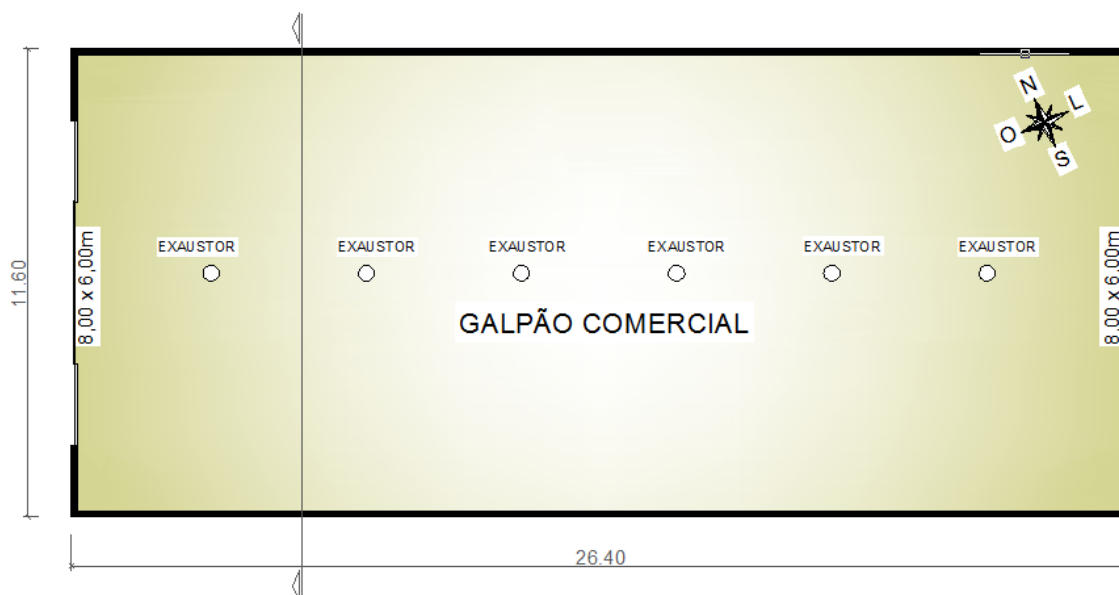 N
L
O
S
EXAUSTOR
EXAUSTOR
EXAUSTOR
EXAUSTOR
EXAUSTOR
EXAUSTOR
8,00 x 6,00m
8,00 x 6,00m
11.60
GALPÃO COMERCIAL
26.40